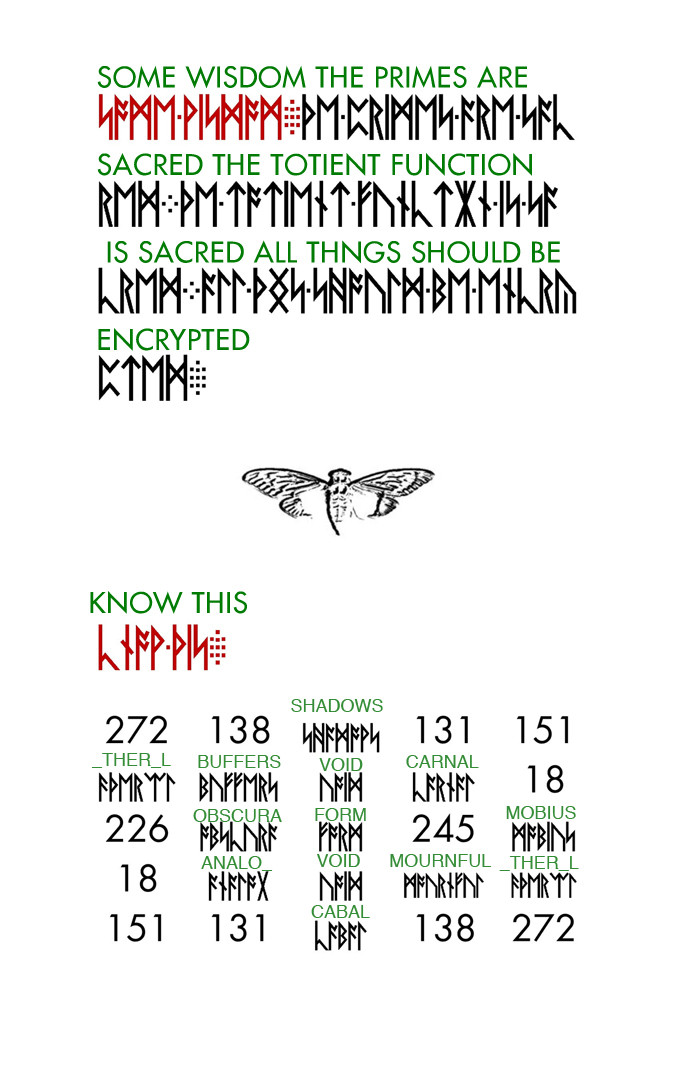 SOME WISDOM THE PRIMES ARE
ᛋᚩᛗᛖ·ᚹᛁᛋᛞᚩᛗ⁘ᚦᛖ·ᛈᚱᛁᛗᛖᛋ·ᚪᚱᛖ·ᛋᚪᚳ
SACRED THE TOTIENT FUNCTION
ᚱᛖᛞ⁘ᚦᛖ·ᛏᚩᛏᛁᛖᚾᛏ·ᚠᚢᚾᚳᛏᛡᚾ·ᛁᛋ·ᛋᚪ
IS SACRED ALL THNGS SHOULD BE
ᚳᚱᛖᛞ⁘ᚪᛚᛚ·ᚦᛝᛋ·ᛋᚻᚩᚢᛚᛞ·ᛒᛖ·ᛖᚾᚳᚱᚣ
ENCRYPTED
ᛈᛏᛖᛞ⁘
KNOW THIS
ᚳᚾᚩᚹ·ᚦᛁᛋ⁘
SHADOWS
272 138 ᛋᚻᚪᛞᚩᚹᛋ 131 151
_THER_L BUFFERS VOID CARNAL
ᚫᚦᛖᚱᛠᛚ ᛒᚢᚠᚠᛖᚱᛋ ᚢᚩᛁᛞ ᚳᚪᚱᚾᚪᛚ 18
OBSCURA FORM MOBIUS
226 ᚩᛒᛋᚳᚢᚱᚪ ᚠᚩᚱᛗ 245 ᛗᚩᛒᛁᚢᛋ
ANALO_ VOID MOURNFUL _THER_L
18 ᚪᚾᚪᛚᚩᚷ ᚢᚩᛁᛞ ᛗᚩᚢᚱᚾᚠᚢᛚ ᚫᚦᛖᚱᛠᛚ
CABAL
151 131 ᚳᚪᛒᚪᛚ 138 272